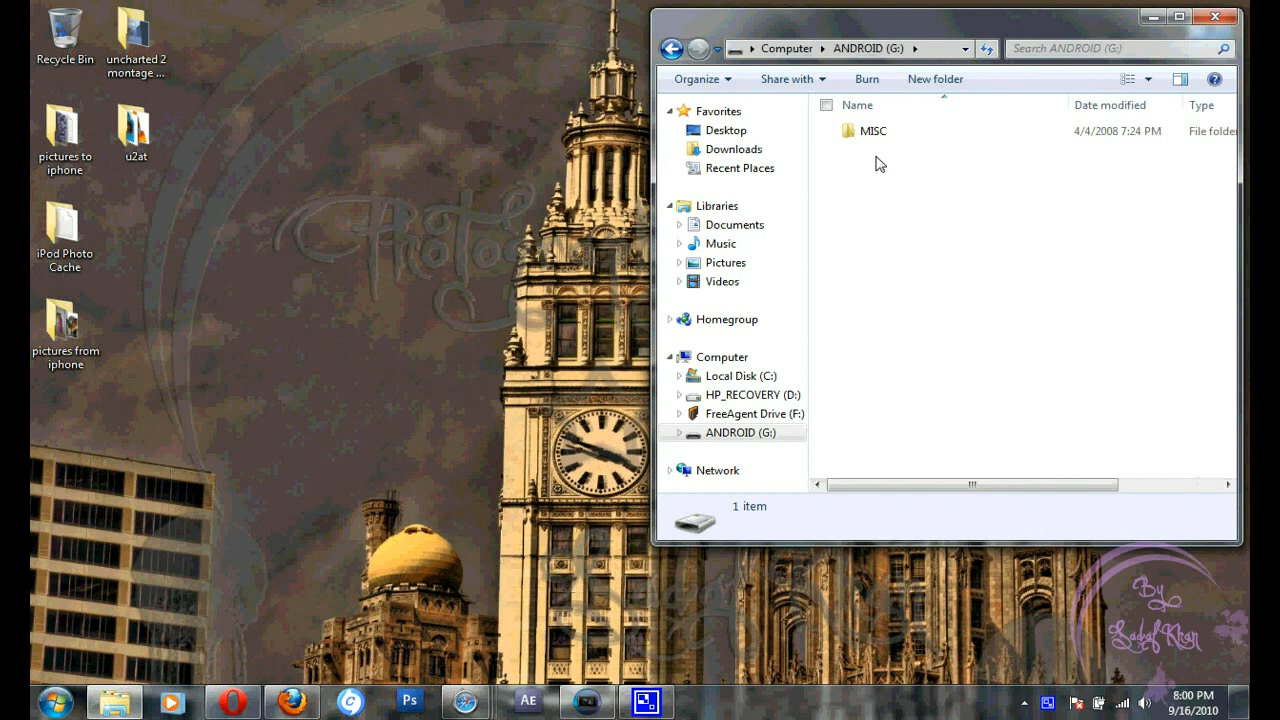 Recycle Bin
uncharted 2
montage ...
pictures to
iphone
u2at
iPod Photo
Cache
pictures from
iphone
Computer
ANDROID (G:)
Search ANDROID (G:)
Organize
Share with
Burn
New folder
Name
Date modified
Type
MISC
4/4/2008 7:24 PM
File folde
Favorites
Desktop
Downloads
Recent Places
Libraries
Documents
Music
Pictures
Videos
Homegroup
Computer
Local Disk (C:)
HP_RECOVERY (D:)
FreeAgent Drive (F:)
ANDROID (G:)
Network
1 item
By
Ps
AE
8:00 PM
9/16/2010